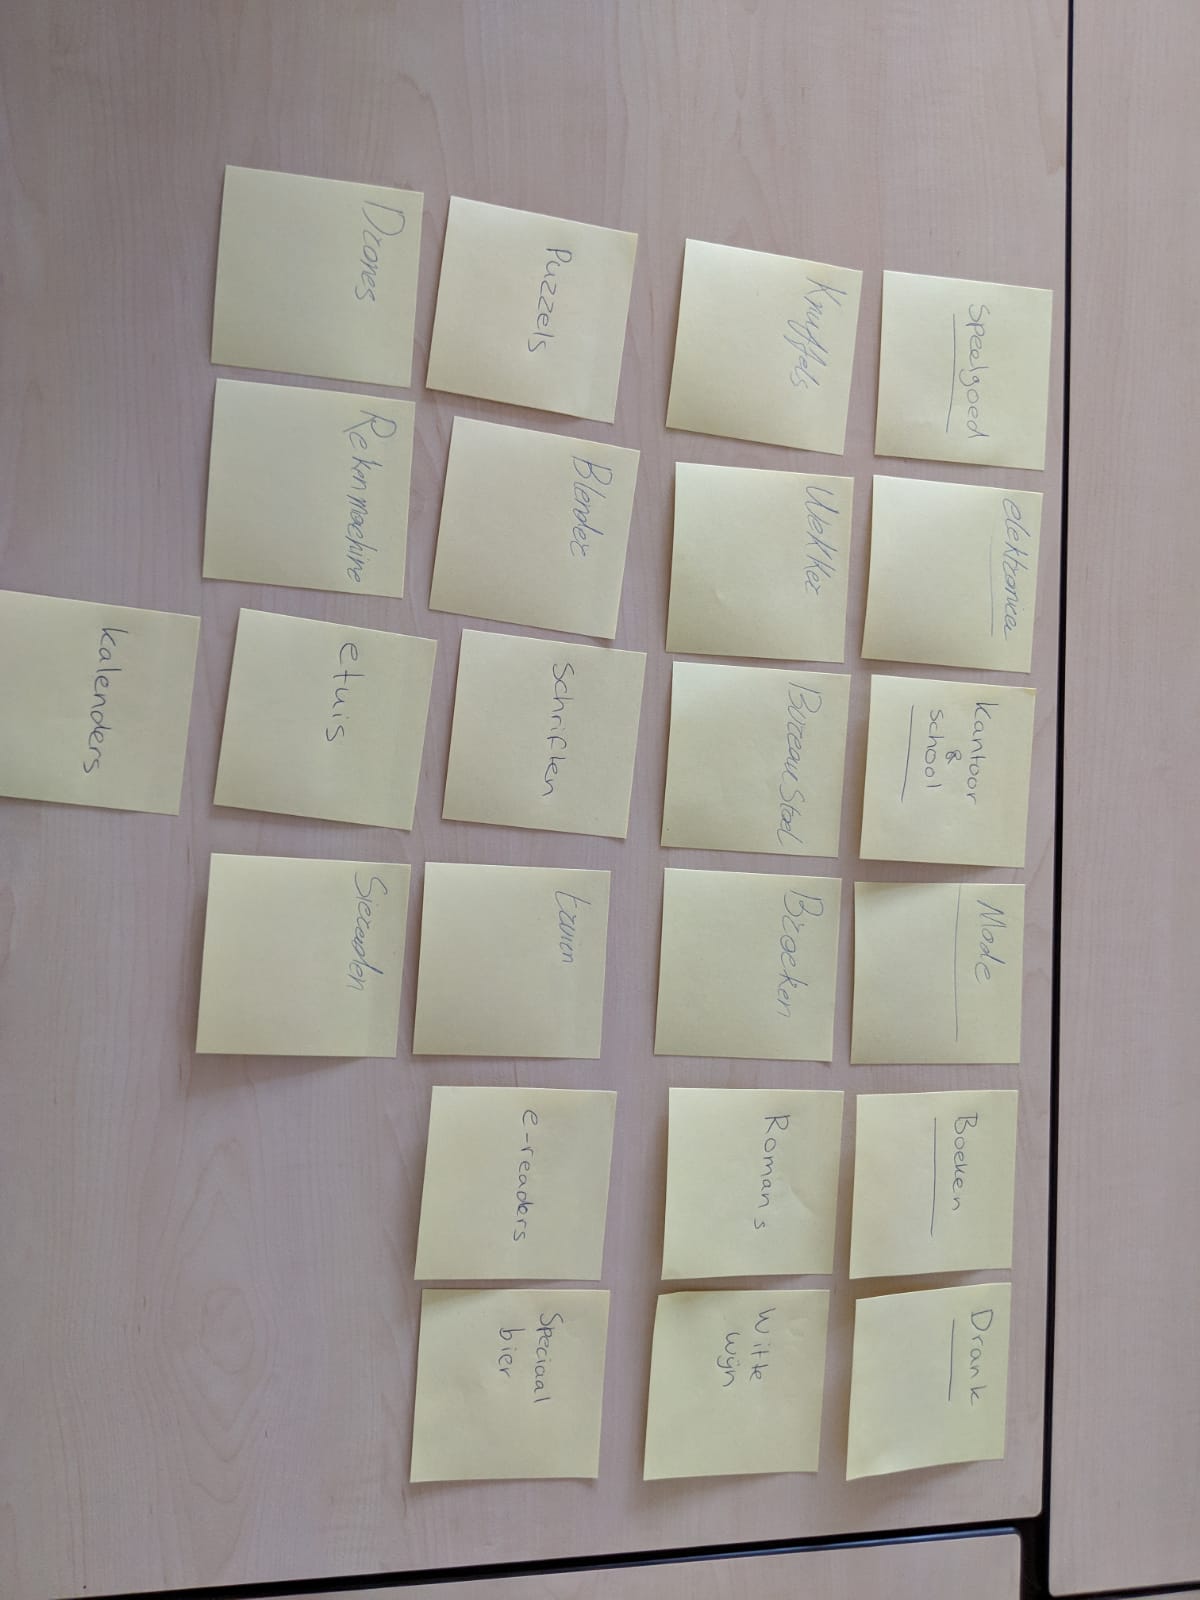 Speelgoed
elektronica
Kantoor
&
School
Mode
Boeken
Drank
Knuffels
Wekker
Bureau Stoel
Broeken
Romans
Witte
wijn
Puzzels
Blender
Schriften
truien
e-readers
Speciaal
bier
Drones
Rekenmachine
etuis
Sieraden
kalenders